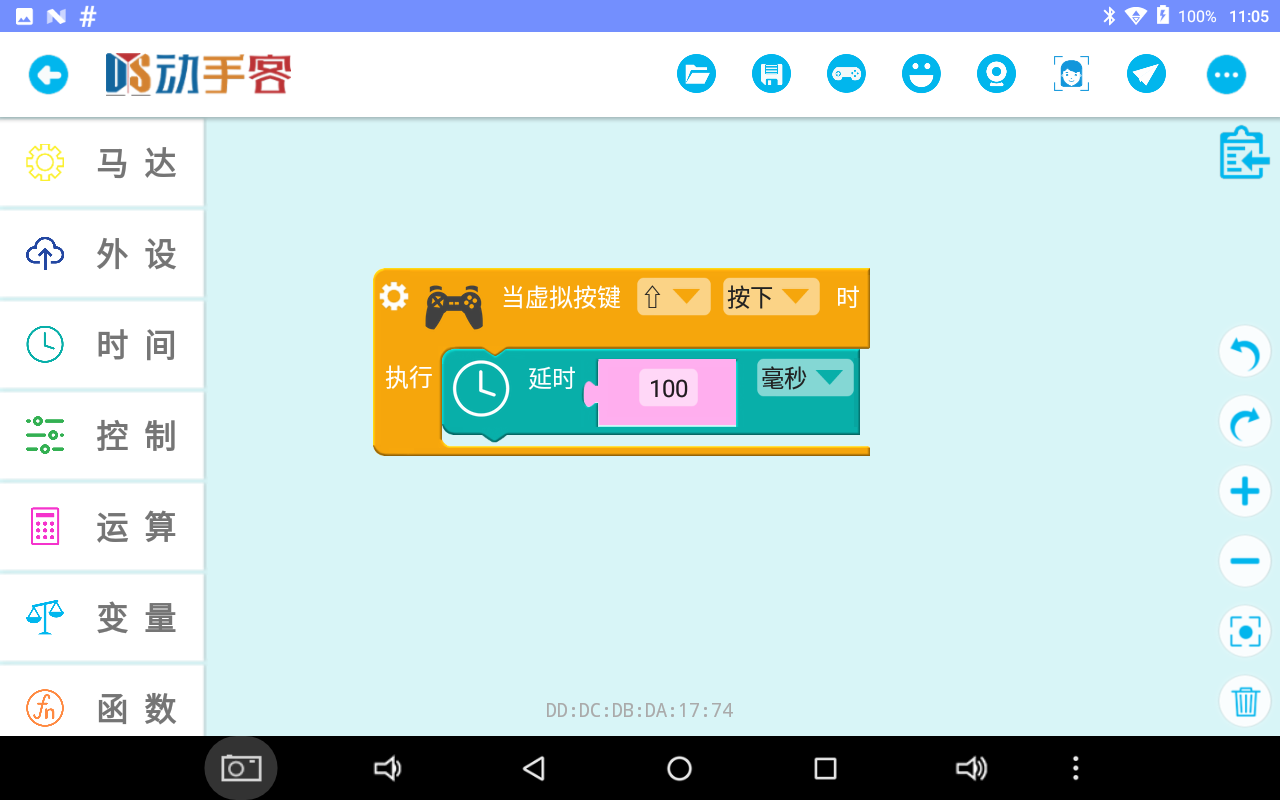 100% 11:05
DS动手客
马达
外设
时间
控制
运算
变量
函数
当虚拟按键 ⇧ 按下 时
执行 延时 100 毫秒
DD:DC:DB:DA:17:74